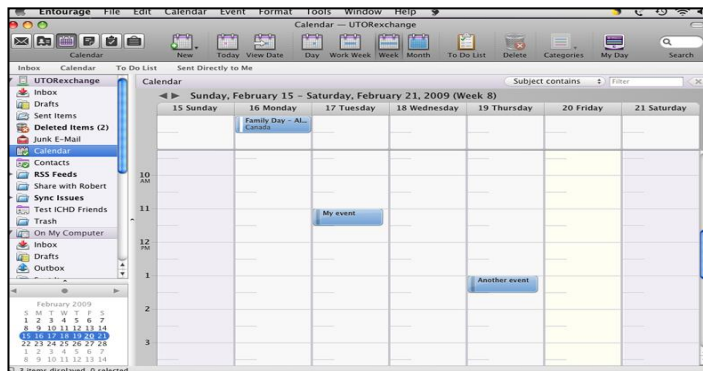 Entourage File Edit Calendar Event Format Tools Window Help
Calendar — UTORexchange
Calendar New Today View Date Day Work Week Week Month To Do List Delete Categories My Day Search
Inbox Calendar To Do List Sent Directly to Me
UTORexchange
Inbox
Drafts
Sent Items
Deleted Items (2)
Junk E-Mail
Calendar
Contacts
RSS Feeds
Share with Robert
Sync Issues
Test ICHD Friends
Trash
On My Computer
Inbox
Drafts
Outbox
February 2009
S M T W T F S
1 2 3 4 5 6 7
8 9 10 11 12 13 14
15 16 17 18 19 20 21
22 23 24 25 26 27 28
1 2 3 4 5 6 7
8 9 10 11 12 13 14
3 items displayed, 0 selected
Calendar Subject contains Filter
Sunday, February 15 – Saturday, February 21, 2009 (Week 8)
15 Sunday 16 Monday 17 Tuesday 18 Wednesday 19 Thursday 20 Friday 21 Saturday
Family Day – Al...
Canada
10
AM
11 My event
12
PM
1 Another event
2
3